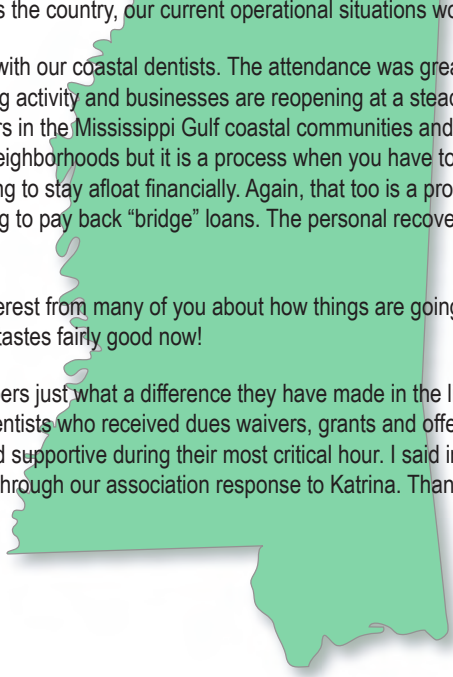 s the country, our current operational situations wo
with our coastal dentists. The attendance was grea
g activity and businesses are reopening at a stead
rs in the Mississippi Gulf coastal communities and
eighborhoods but it is a process when you have to
ng to stay afloat financially. Again, that too is a pro
g to pay back “bridge” loans. The personal recove
erest from many of you about how things are going
tastes fairly good now!
ers just what a difference they have made in the l
entists who received dues waivers, grants and offe
d supportive during their most critical hour. I said i
through our association response to Katrina. Than